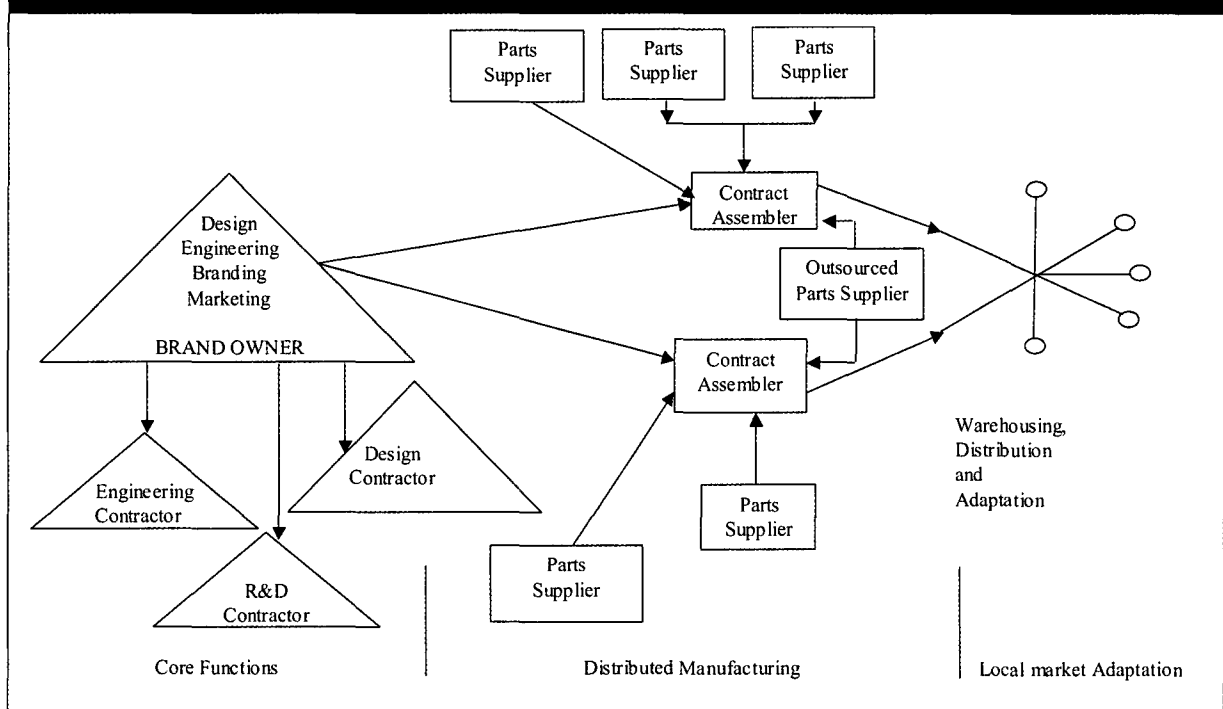 Parts
Supplier
Parts
Supplier
Parts
Supplier
Design
Engineering
Branding
Marketing
BRAND OWNER
Contract
Assembler
Outsourced
Parts Supplier
Contract
Assembler
Engineering
Contractor
Design
Contractor
R&D
Contractor
Parts
Supplier
Parts
Supplier
Warehousing,
Distribution
and
Adaptation
Core Functions
Distributed Manufacturing
Local market Adaptation